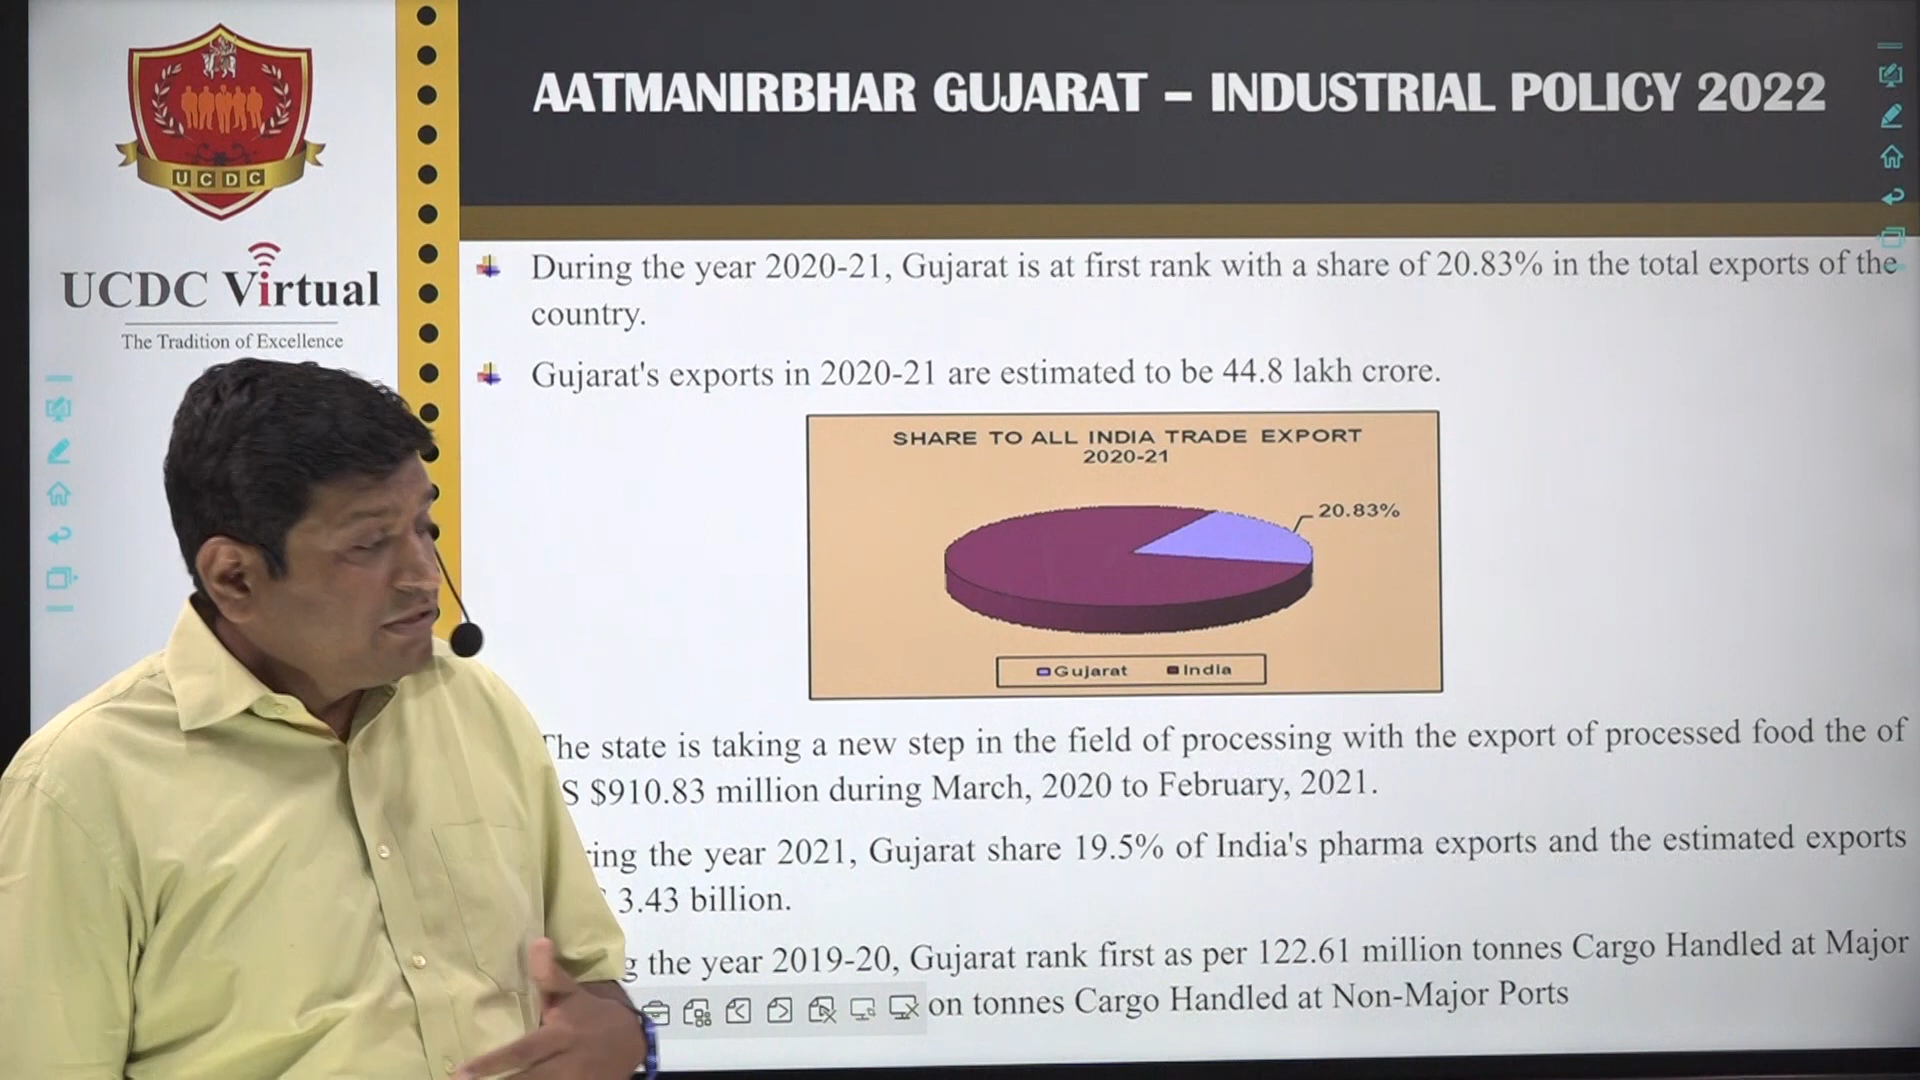 UCDC
UCDC Virtual
The Tradition of Excellence
AATMANIRBHAR GUJARAT – INDUSTRIAL POLICY 2022
During the year 2020-21, Gujarat is at first rank with a share of 20.83% in the total exports of the
country.
Gujarat's exports in 2020-21 are estimated to be 44.8 lakh crore.
SHARE TO ALL INDIA TRADE EXPORT
2020-21
20.83%
Gujarat India
The state is taking a new step in the field of processing with the export of processed food the of
$910.83 million during March, 2020 to February, 2021.
the year 2021, Gujarat share 19.5% of India's pharma exports and the estimated exports
3.43 billion.
the year 2019-20, Gujarat rank first as per 122.61 million tonnes Cargo Handled at Major
on tonnes Cargo Handled at Non-Major Ports